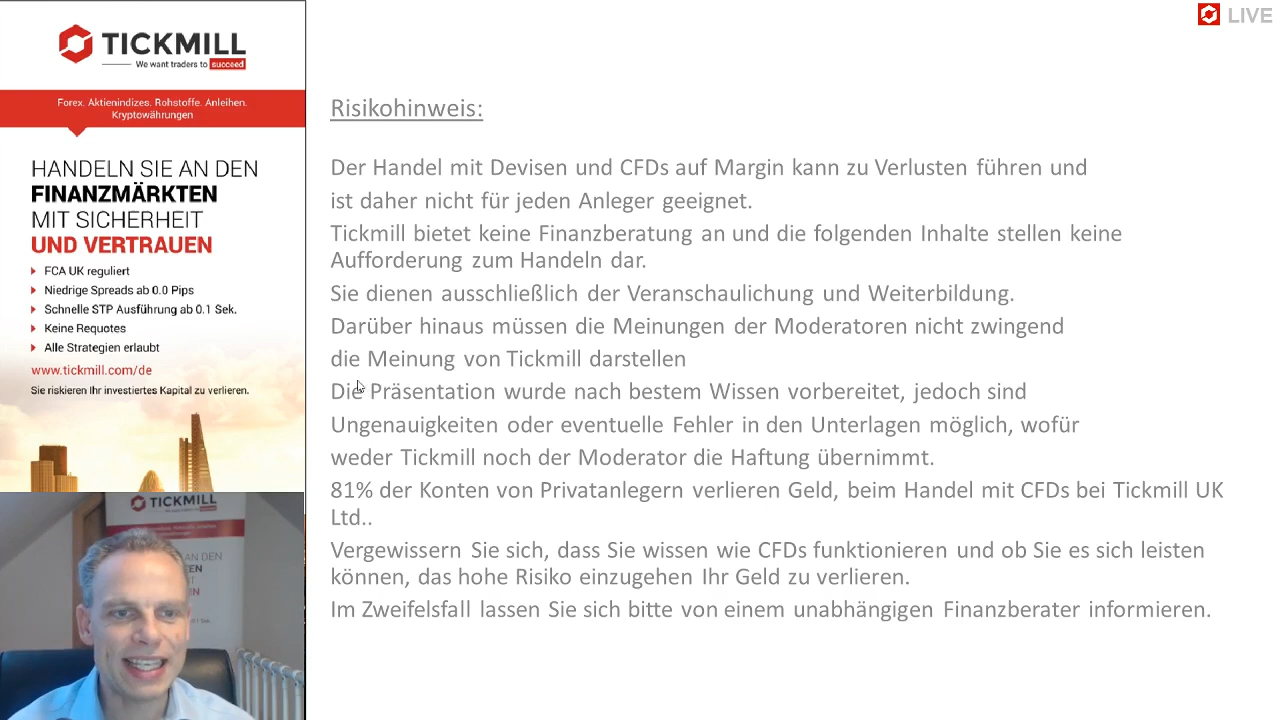 TICKMILL
We want traders to succeed
Forex. Aktienindizes. Rohstoffe. Anleihen.
Kryptowährungen
HANDELN SIE AN DEN
FINANZMÄRKTEN
MIT SICHERHEIT
UND VERTRAUEN
FCA UK reguliert
Niedrige Spreads ab 0.0 Pips
Schnelle STP Ausführung ab 0.1 Sek.
Keine Requotes
Alle Strategien erlaubt
www.tickmill.com/de
Sie riskieren Ihr investiertes Kapital zu verlieren.
TICKMILL
LIVE
Risikohinweis:
Der Handel mit Devisen und CFDs auf Margin kann zu Verlusten führen und
ist daher nicht für jeden Anleger geeignet.
Tickmill bietet keine Finanzberatung an und die folgenden Inhalte stellen keine
Aufforderung zum Handeln dar.
Sie dienen ausschließlich der Veranschaulichung und Weiterbildung.
Darüber hinaus müssen die Meinungen der Moderatoren nicht zwingend
die Meinung von Tickmill darstellen
Die Präsentation wurde nach bestem Wissen vorbereitet, jedoch sind
Ungenauigkeiten oder eventuelle Fehler in den Unterlagen möglich, wofür
weder Tickmill noch der Moderator die Haftung übernimmt.
81% der Konten von Privatanlegern verlieren Geld, beim Handel mit CFDs bei Tickmill UK
Ltd..
Vergewissern Sie sich, dass Sie wissen wie CFDs funktionieren und ob Sie es sich leisten
können, das hohe Risiko einzugehen Ihr Geld zu verlieren.
Im Zweifelsfall lassen Sie sich bitte von einem unabhängigen Finanzberater informieren.